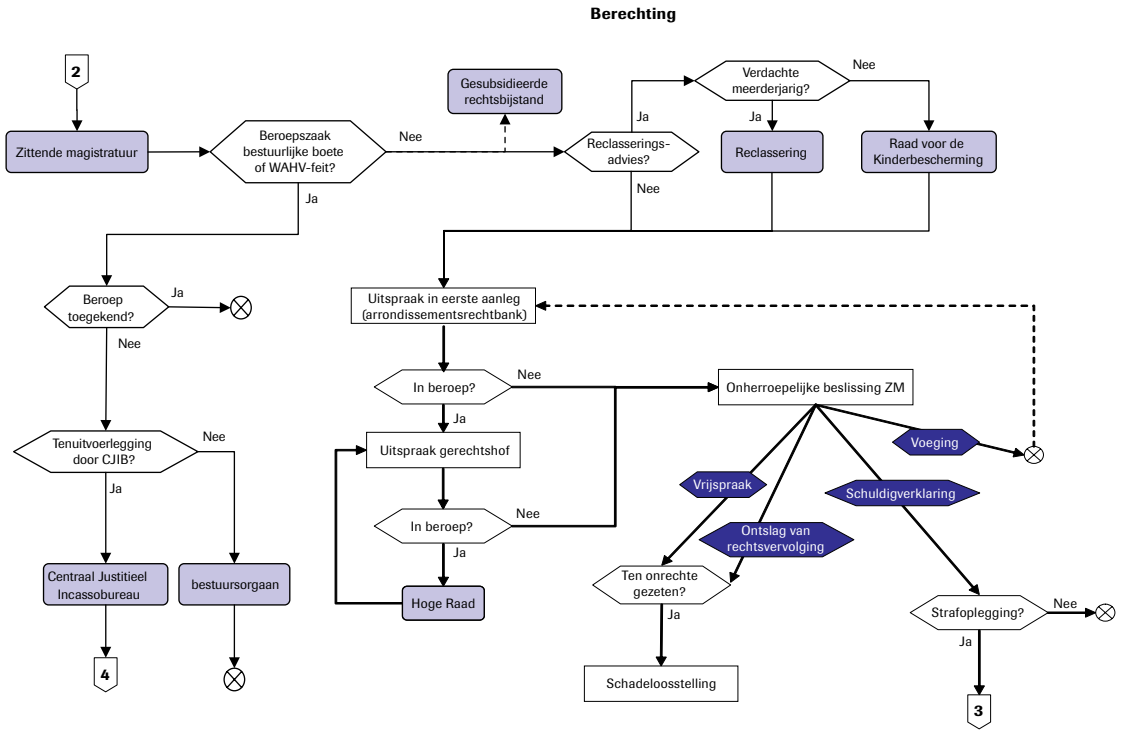 Berechting
2
Zittende magistratuur
Beroepszaak
bestuurlijke boete
of WAHV-feit?
Nee
Gesubsidieerde
rechtsbijstand
Reclasserings-
advies?
Ja
Nee
Verdachte
meerderjarig?
Nee
Ja
Reclassering
Raad voor de
Kinderbescherming
Ja
Beroep
toegekend?
Ja
Nee
Tenuitvoerlegging
door CJIB?
Nee
Ja
Centraal Justitieel
Incassobureau
bestuursorgaan
4
Uitspraak in eerste aanleg
(arrondissementsrechtbank)
In beroep?
Nee
Ja
Uitspraak gerechtshof
In beroep?
Nee
Ja
Hoge Raad
Onherroepelijke beslissing ZM
Voeging
Vrijspraak
Schuldigverklaring
Ontslag van
rechtsvervolging
Ten onrechte
gezeten?
Ja
Schadeloosstelling
Strafoplegging?
Nee
Ja
3